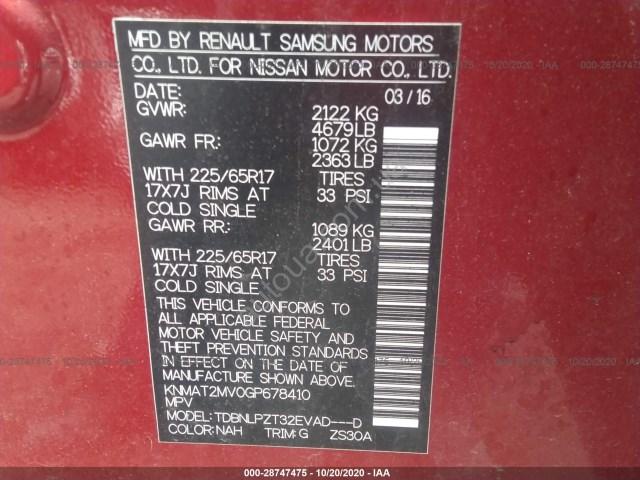 MFD BY RENAULT SAMSUNG MOTORS
CO., LTD. FOR NISSAN MOTOR CO., LTD.
DATE: 03/16
GVWR: 2122 KG
4679LB
GAWR FR: 1072 KG
2363LB
WITH 225/65R17 TIRES
17X7J RIMS AT 33 PSI
COLD SINGLE
GAWR RR: 1089 KG
2401LB
WITH 225/65R17 TIRES
17X7J RIMS AT 33 PSI
COLD SINGLE
THIS VEHICLE CONFORMS TO
ALL APPLICABLE FEDERAL
MOTOR VEHICLE SAFETY AND
THEFT PREVENTION STANDARDS
IN EFFECT ON THE DATE OF
MANUFACTURE SHOWN ABOVE.
KNMAT2MV0GP678410
MPV
MODEL: TDBNLPZT32EVAD---D
COLOR: NAH TRIM: G ZS30A
000-28747475 - 10/20/2020 - IAA